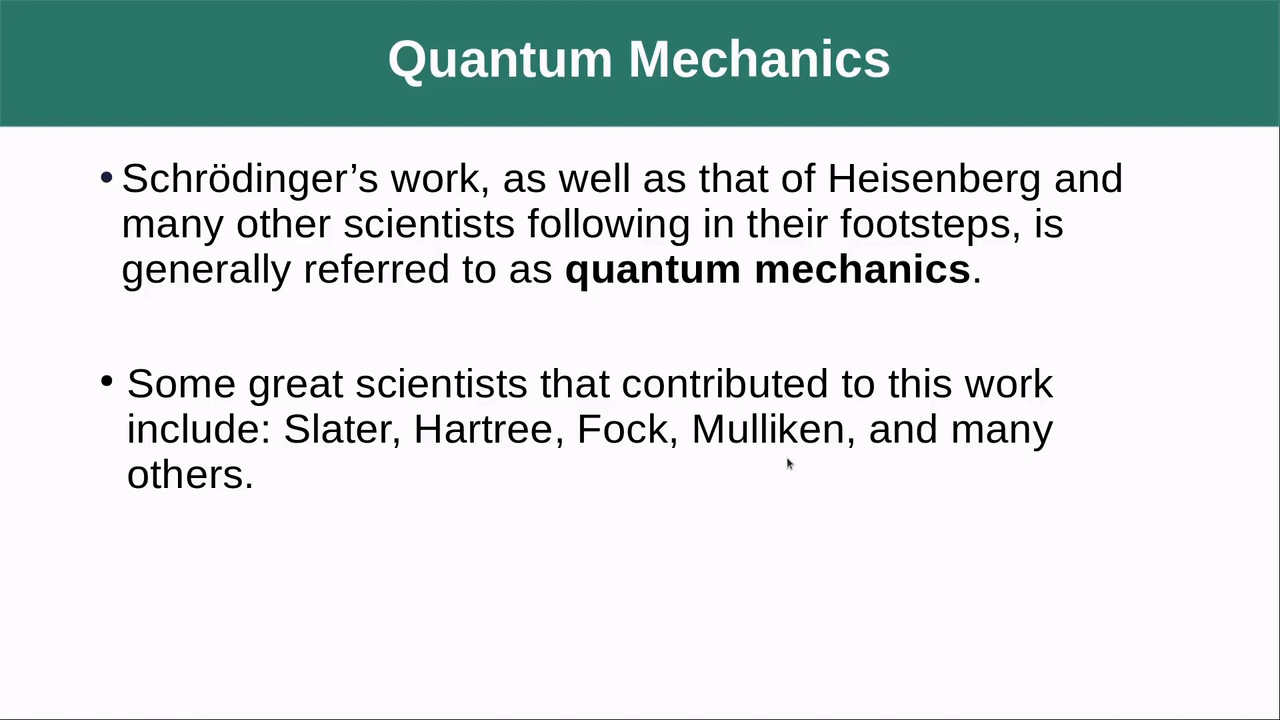 Quantum Mechanics
•Schrödinger’s work, as well as that of Heisenberg and
many other scientists following in their footsteps, is
generally referred to as quantum mechanics.
• Some great scientists that contributed to this work
include: Slater, Hartree, Fock, Mulliken, and many
others.